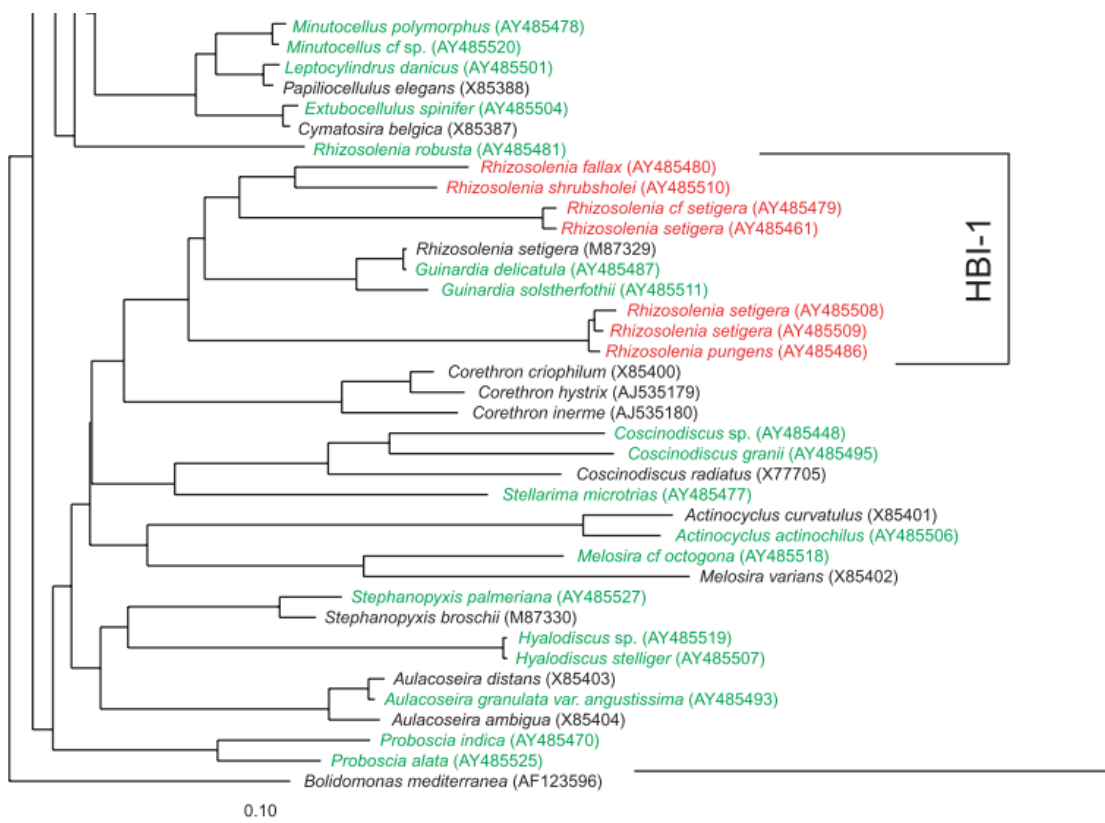 Minutocellus polymorphus (AY485478)
Minutocellus cf sp. (AY485520)
Leptocylindrus danicus (AY485501)
Papiliocellulus elegans (X85388)
Extubocellulus spinifer (AY485504)
Cymatosira belgica (X85387)
Rhizosolenia robusta (AY485481)
Rhizosolenia fallax (AY485480)
Rhizosolenia shrubsholei (AY485510)
Rhizosolenia cf setigera (AY485479)
Rhizosolenia setigera (AY485461)
Rhizosolenia setigera (M87329)
Guinardia delicatula (AY485487)
Guinardia solstherfothii (AY485511)
Rhizosolenia setigera (AY485508)
Rhizosolenia setigera (AY485509)
Rhizosolenia pungens (AY485486)
HBI-1
Corethron criophilum (X85400)
Corethron hystrix (AJ535179)
Corethron inerme (AJ535180)
Coscinodiscus sp. (AY485448)
Coscinodiscus granii (AY485495)
Coscinodiscus radiatus (X77705)
Stellarima microtrias (AY485477)
Actinocyclus curvatulus (X85401)
Actinocyclus actinochilus (AY485506)
Melosira cf octogona (AY485518)
Melosira varians (X85402)
Stephanopyxis palmeriana (AY485527)
Stephanopyxis broschii (M87330)
Hyalodiscus sp. (AY485519)
Hyalodiscus stelliger (AY485507)
Aulacoseira distans (X85403)
Aulacoseira granulata var. angustissima (AY485493)
Aulacoseira ambigua (X85404)
Proboscia indica (AY485470)
Proboscia alata (AY485525)
Bolidomonas mediterranea (AF123596)
0.10